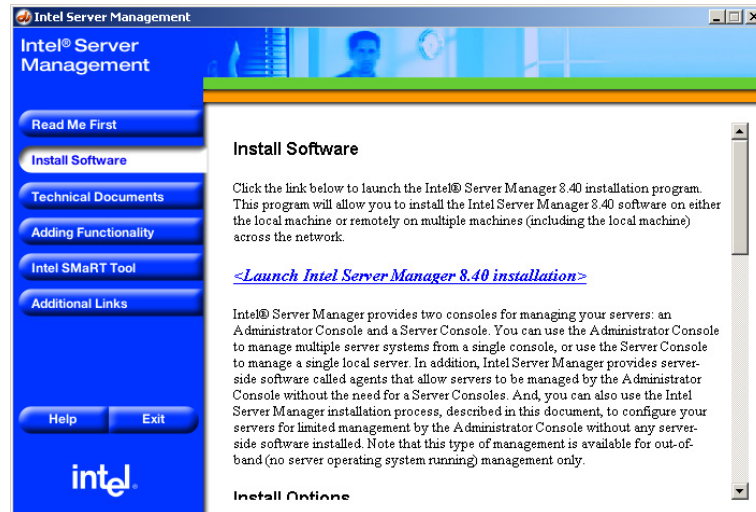 Intel Server Management
Intel® Server
Management
Read Me First
Install Software
Technical Documents
Adding Functionality
Intel SMaRT Tool
Additional Links
Help
Exit
intel.
Install Software
Click the link below to launch the Intel® Server Manager 8.40 installation program.
This program will allow you to install the Intel Server Manager 8.40 software on either
the local machine or remotely on multiple machines (including the local machine)
across the network.
<Launch Intel Server Manager 8.40 installation>
Intel® Server Manager provides two consoles for managing your servers: an
Administrator Console and a Server Console. You can use the Administrator Console
to manage multiple server systems from a single console, or use the Server Console
to manage a single local server. In addition, Intel Server Manager provides server-
side software called agents that allow servers to be managed by the Administrator
Console without the need for a Server Consoles. And, you can also use the Intel
Server Manager installation process, described in this document, to configure your
servers for limited management by the Administrator Console without any server-
side software installed. Note that this type of management is available for out-of-
band (no server operating system running) management only.
Install Options